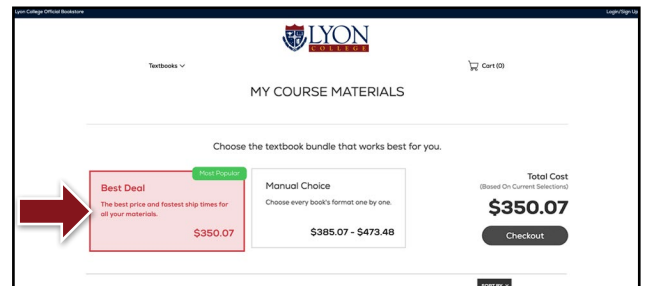 Lyon College Official Bookstore
Login/Sign Up
LYON
COLLEGE
Textbooks
Cart (0)
MY COURSE MATERIALS
Choose the textbook bundle that works best for you.
Most Popular
Best Deal
The best price and fastest ship times for
all your materials.
$350.07
Manual Choice
Choose every book's format one by one.
$385.07 - $473.48
Total Cost
(Based On Current Selections)
$350.07
Checkout
SORT BY